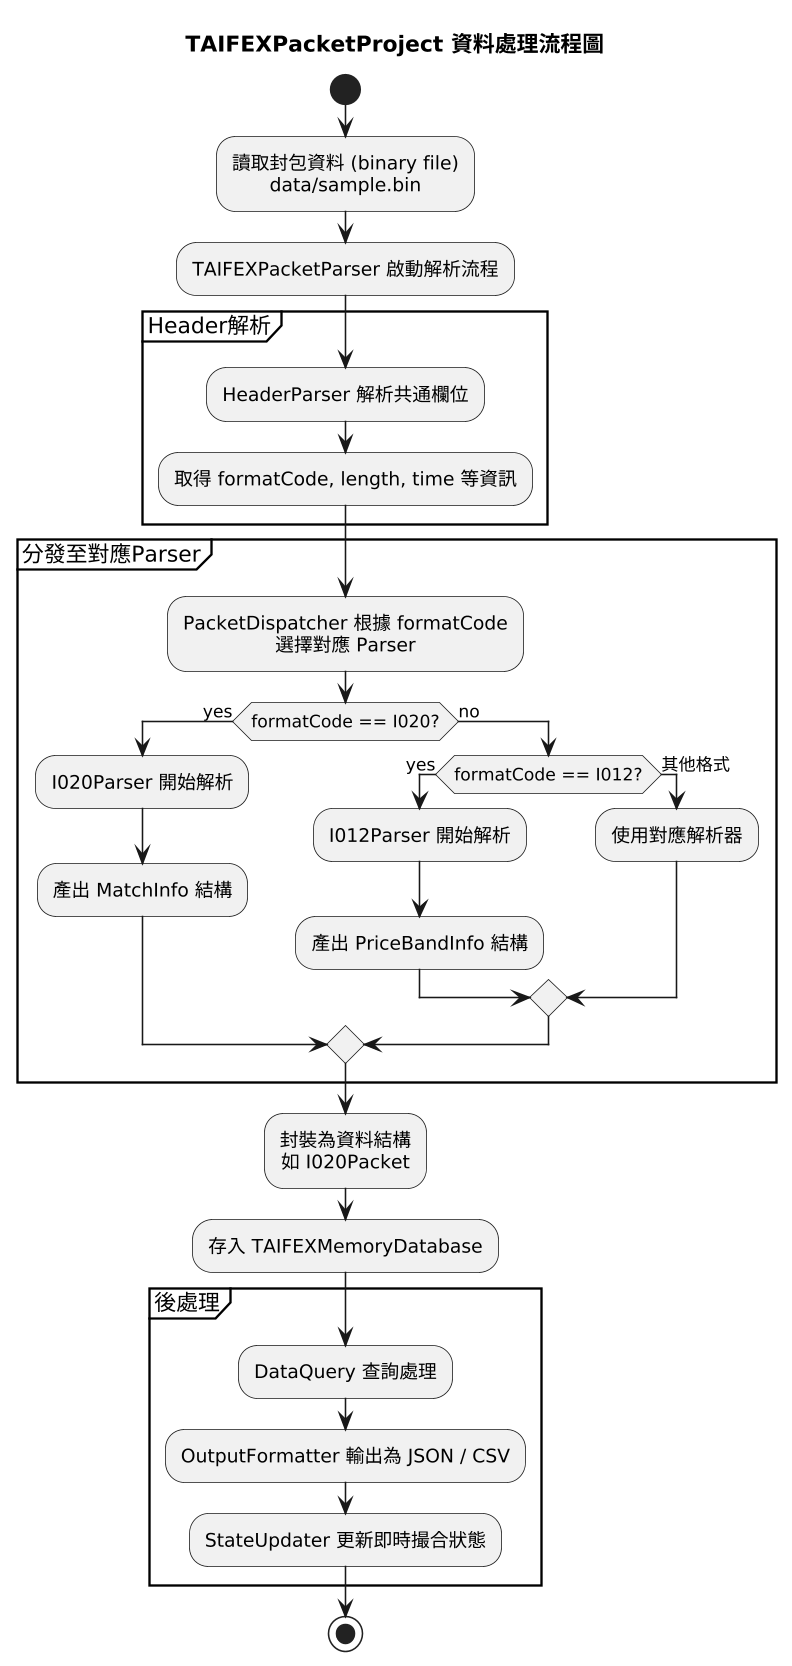 TAIFEXPacketProject 資料處理流程圖
讀取封包資料 (binary file)
data/sample.bin
TAIFEXPacketParser 啟動解析流程
Header解析
HeaderParser 解析共通欄位
取得 formatCode, length, time 等資訊
分發至對應Parser
PacketDispatcher 根據 formatCode
選擇對應 Parser
formatCode == I020?
yes
no
I020Parser 開始解析
產出 MatchInfo 結構
formatCode == I012?
yes
其他格式
I012Parser 開始解析
使用對應解析器
產出 PriceBandInfo 結構
封裝為資料結構
如 I020Packet
存入 TAIFEXMemoryDatabase
後處理
DataQuery 查詢處理
OutputFormatter 輸出為 JSON / CSV
StateUpdater 更新即時撮合狀態